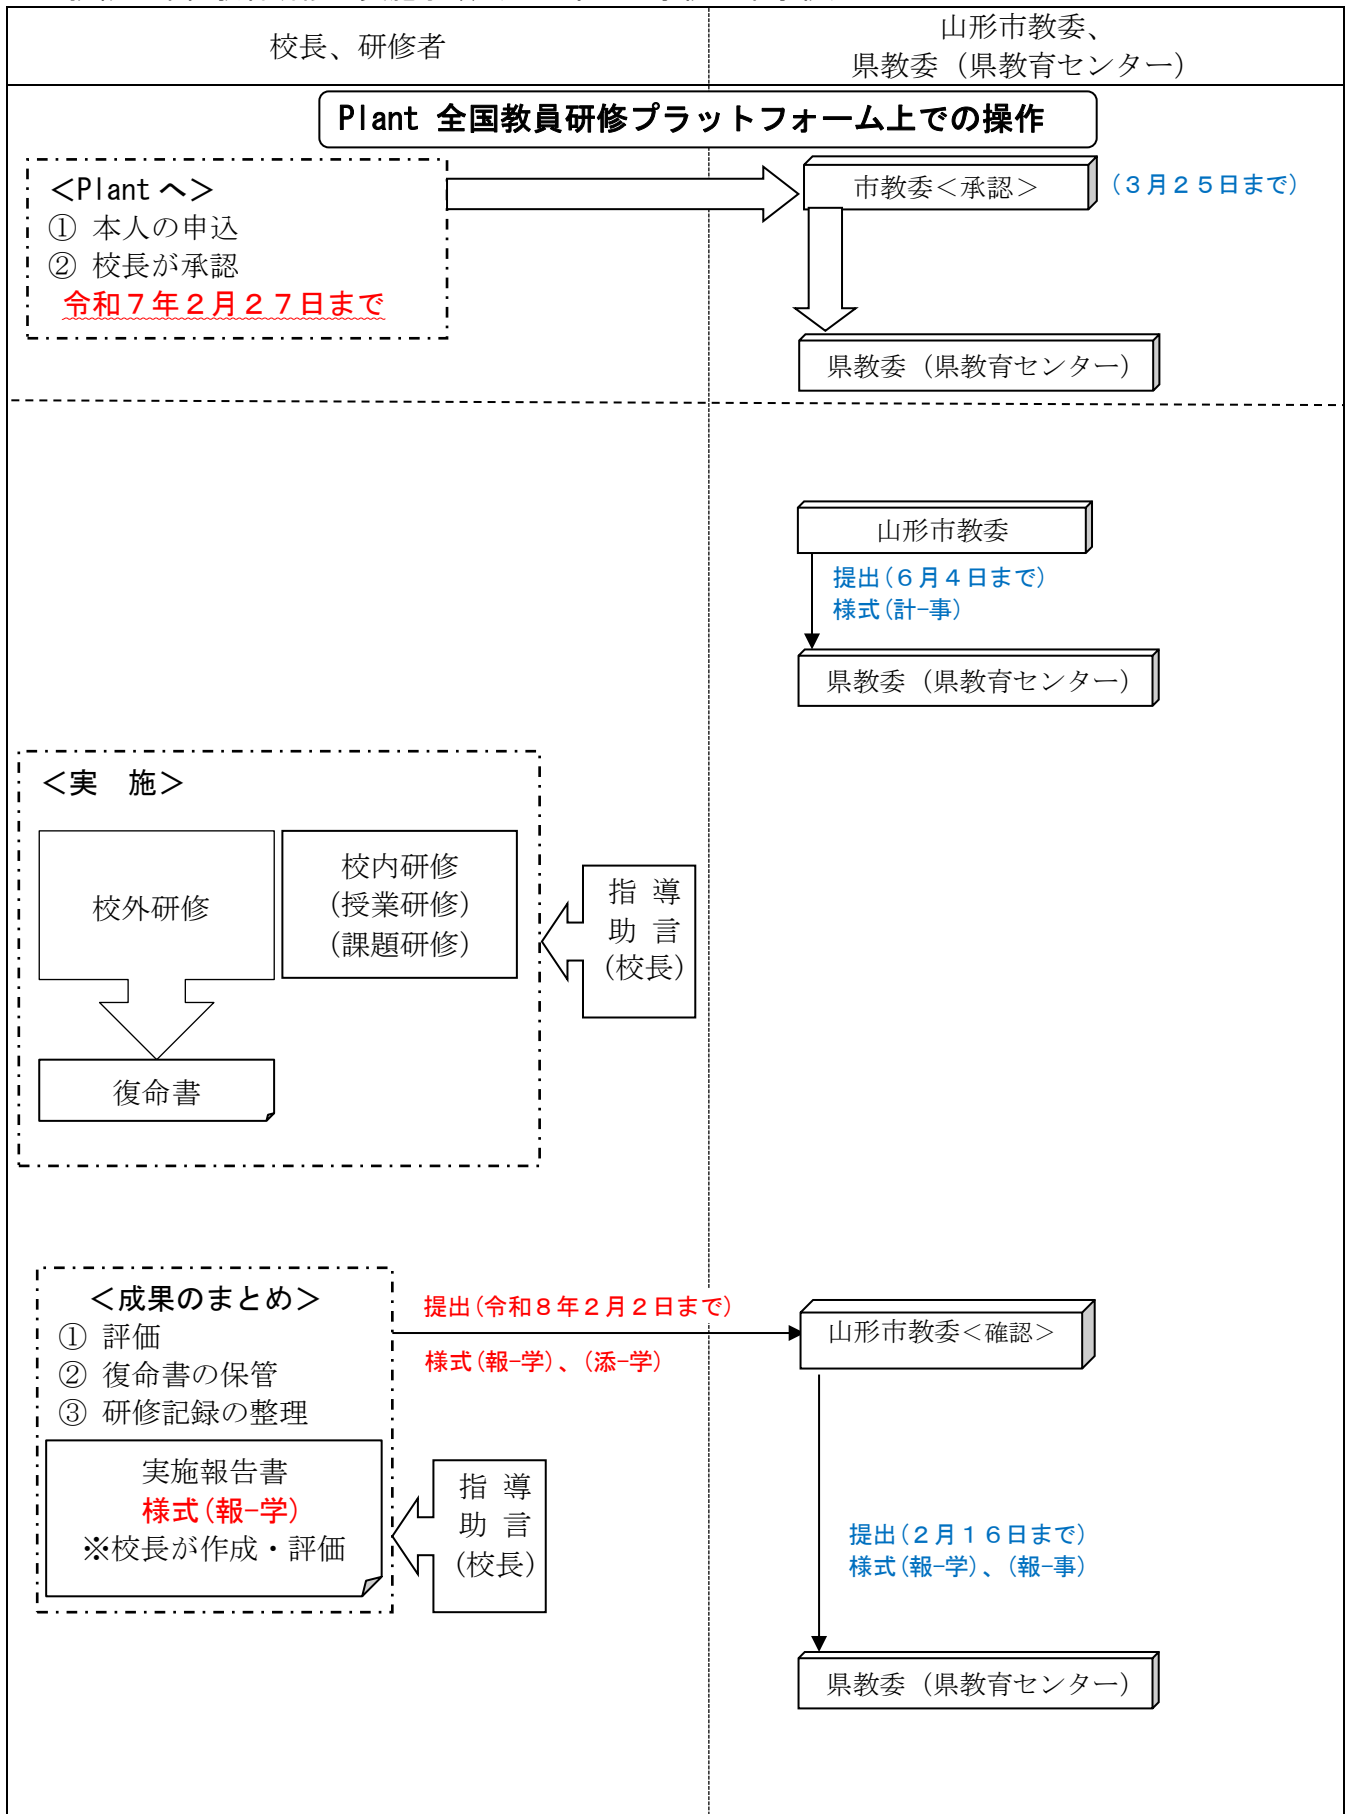 校長、研修者
山形市教委、
県教委（県教育センター）
Plant 全国教員研修プラットフォーム上での操作
＜Plant へ＞
① 本人の申込
② 校長が承認
令和７年２月２７日まで
市教委＜承認＞
(３月２５日まで)
県教委（県教育センター）
山形市教委
提出(６月４日まで)
様式(計-事)
県教委（県教育センター）
＜実　施＞
校外研修
校内研修
(授業研修)
(課題研修)
指 導
助 言
(校長)
復命書
＜成果のまとめ＞
① 評価
② 復命書の保管
③ 研修記録の整理
実施報告書
様式(報-学)
※校長が作成・評価
指 導
助 言
(校長)
提出(令和８年２月２日まで)
様式(報-学)、(添-学)
山形市教委＜確認＞
提出(２月１６日まで)
様式(報-学)、(報-事)
県教委（県教育センター）